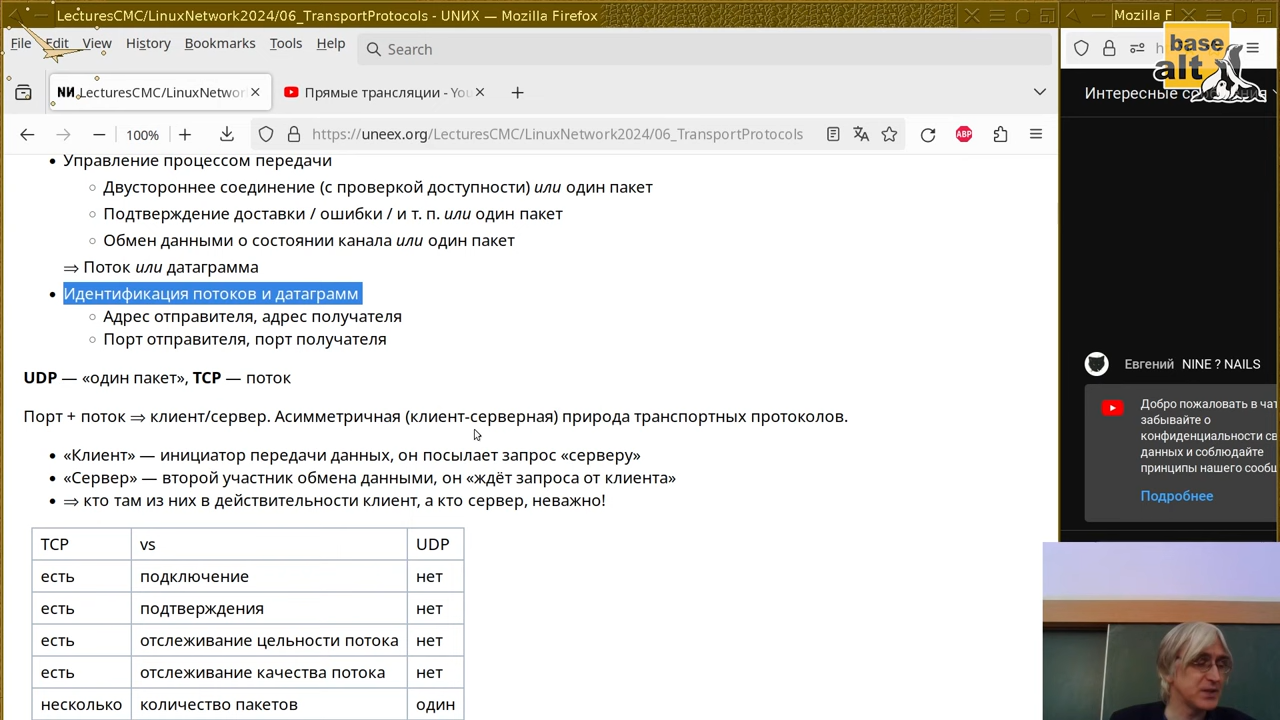 LecturesCMC/LinuxNetwork2024/06_TransportProtocols - UNИX — Mozilla Firefox
Mozilla F
File Edit View History Bookmarks Tools Help
Search
base
alt
NИ
LecturesCMC/LinuxNetwor
Прямые трансляции - You
Интересные
100%
https://uneex.org/LecturesCMC/LinuxNetwork2024/06_TransportProtocols
ABP
Управление процессом передачи
Двустороннее соединение (с проверкой доступности) или один пакет
Подтверждение доставки / ошибки / и т. п. или один пакет
Обмен данными о состоянии канала или один пакет
⇒ Поток или датаграмма
Идентификация потоков и датаграмм
Адрес отправителя, адрес получателя
Порт отправителя, порт получателя
UDP — «один пакет», TCP — поток
Порт + поток ⇒ клиент/сервер. Асимметричная (клиент-серверная) природа транспортных протоколов.
«Клиент» — инициатор передачи данных, он посылает запрос «серверу»
«Сервер» — второй участник обмена данными, он «ждёт запроса от клиента»
⇒ кто там из них в действительности клиент, а кто сервер, неважно!
TCP vs UDP
есть подключение нет
есть подтверждения нет
есть отслеживание цельности потока нет
есть отслеживание качества потока нет
несколько количество пакетов один
Евгений NINE ? NAILS
Добро пожаловать в чат
забывайте о
конфиденциальности св
данных и соблюдайте
принципы нашего сообщ
Подробнее